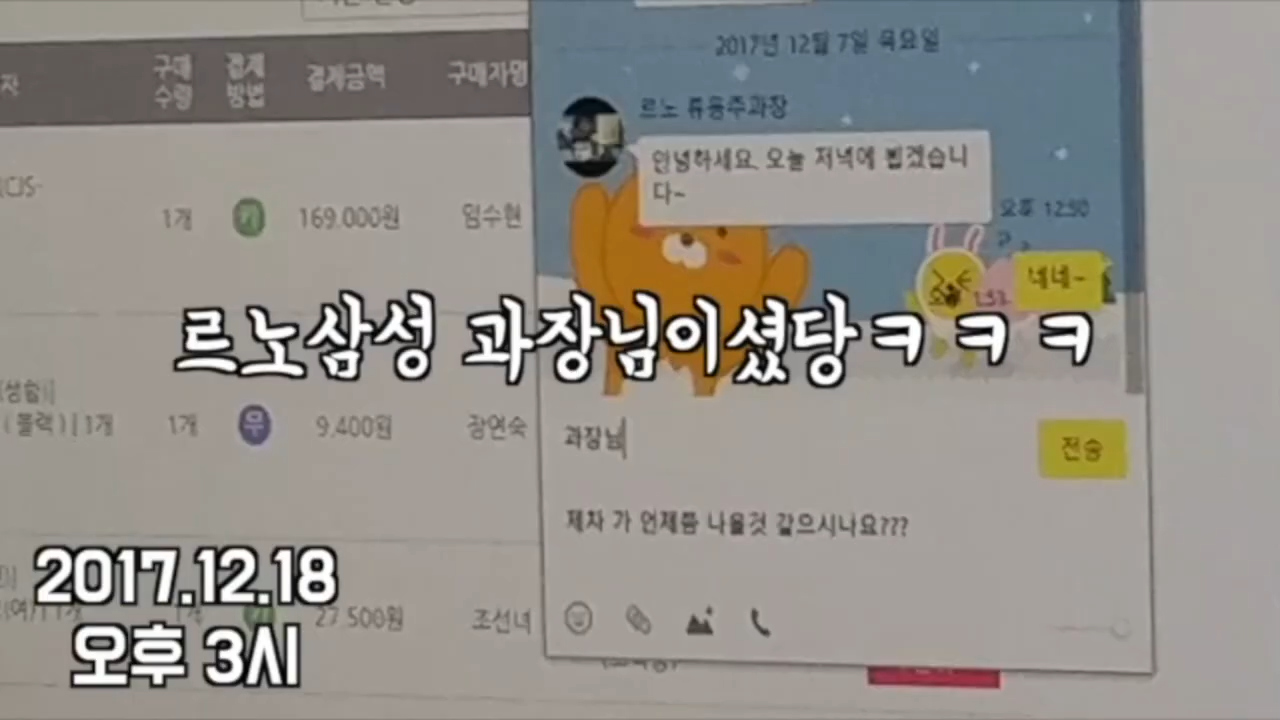 구매
수량
결제
방법
결제금액
구매자명
1개
카
169,000원
임수현
1개
무
9,400원
장연숙
27,500원
조선녀
2017년 12월 7일 목요일
르노 류용주과장
안녕하세요. 오늘 저녁에 뵙겠습니
다~
오후 12:50
네네~
르노삼성 과장님이셨당ㅋㅋㅋ
과장님
전송
제차 가 언제쯤 나올것 같으시나요???
2017.12.18
오후 3시